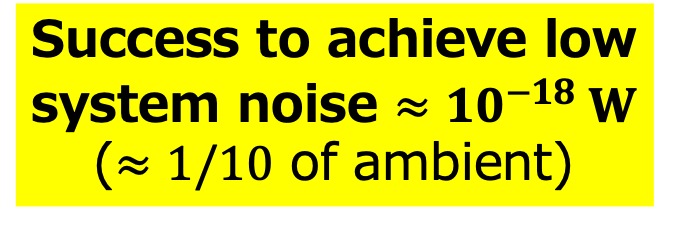 Success to achieve low
system noise ≈ 10⁻¹⁸ W
(≈ 1/10 of ambient)